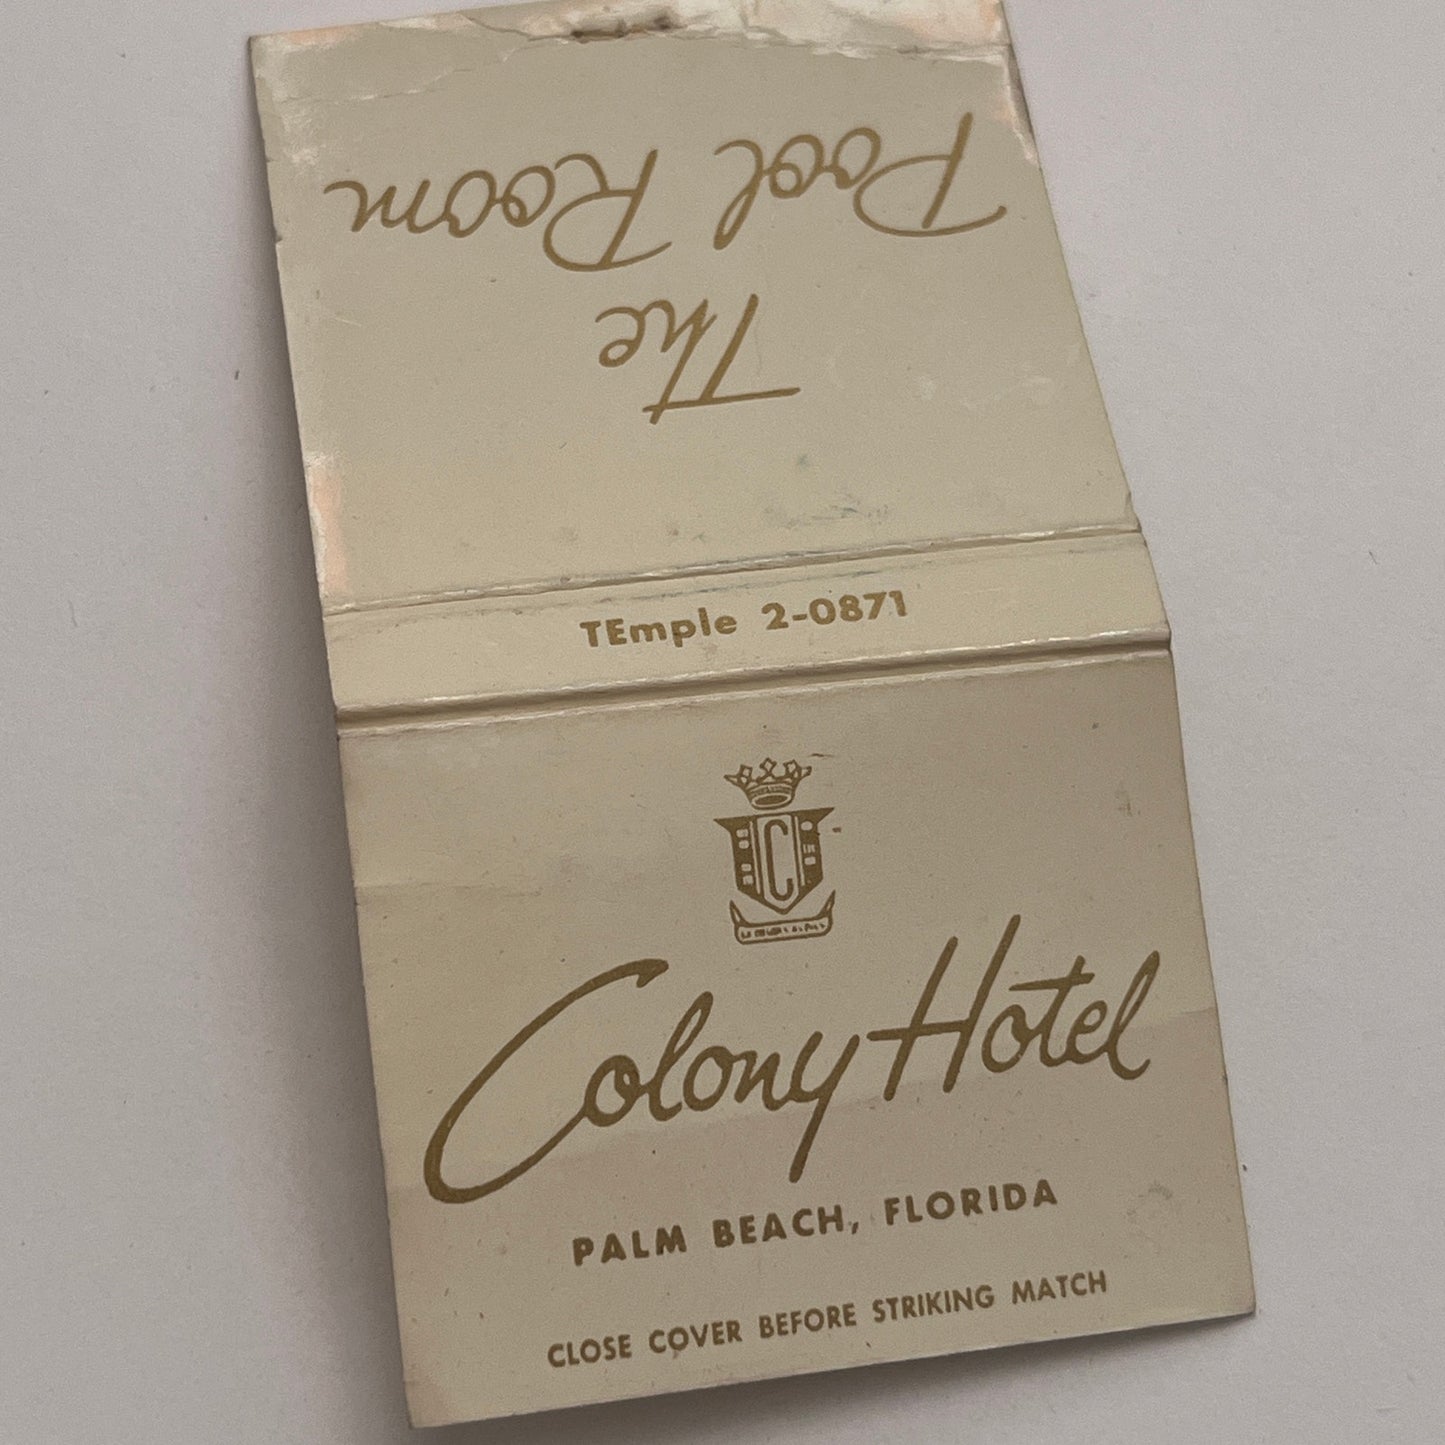 The
Pool Room
TEmple 2-0871
C
Colony Hotel
PALM BEACH, FLORIDA
CLOSE COVER BEFORE STRIKING MATCH